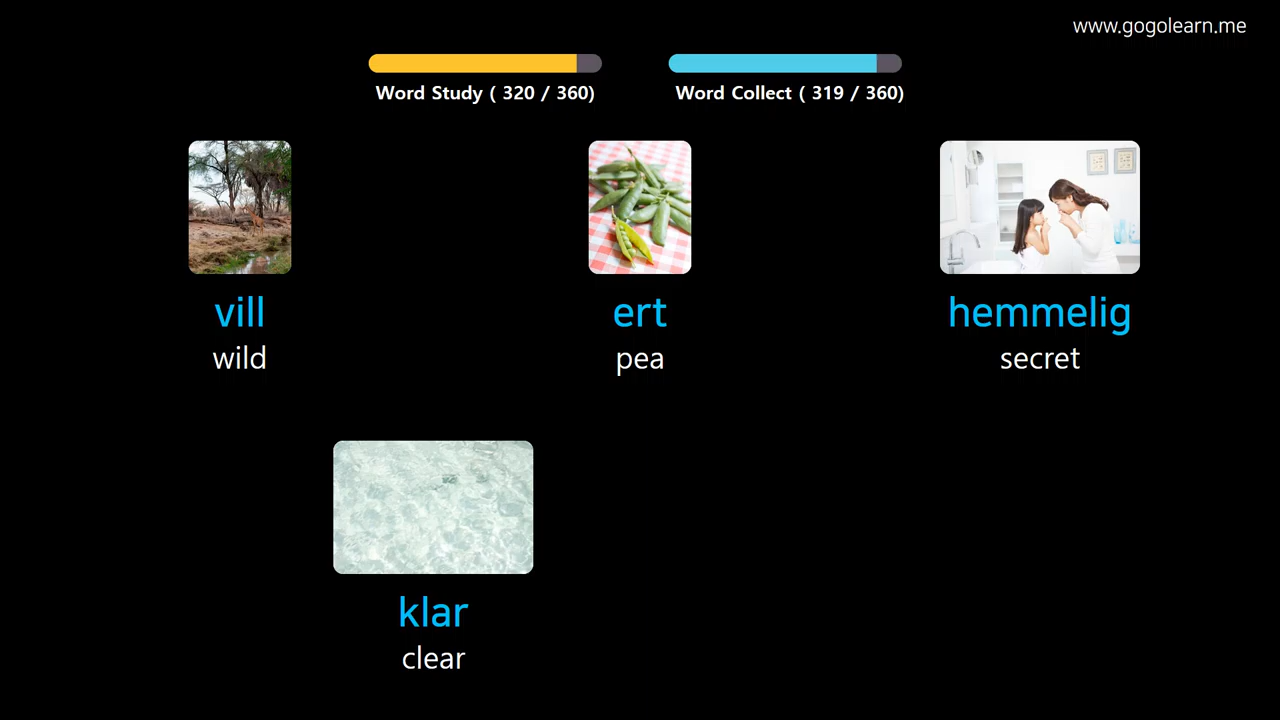 www.gogolearn.me
Word Study ( 320 / 360)
Word Collect ( 319 / 360)
vill
wild
ert
pea
hemmelig
secret
klar
clear